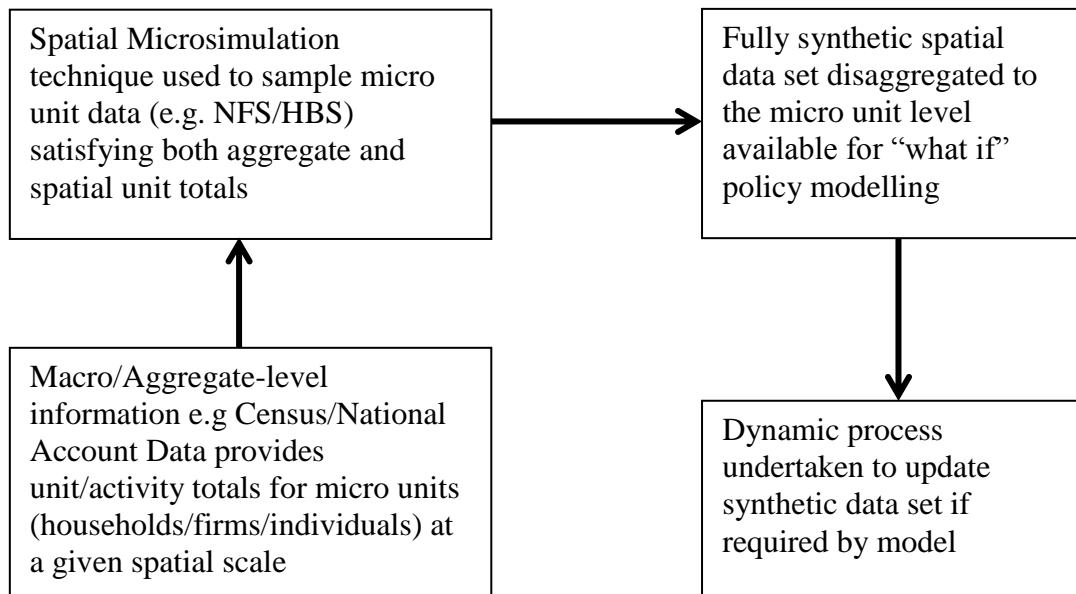 Spatial Microsimulation
technique used to sample micro
unit data (e.g. NFS/HBS)
satisfying both aggregate and
spatial unit totals
Fully synthetic spatial
data set disaggregated to
the micro unit level
available for “what if”
policy modelling
Macro/Aggregate-level
information e.g Census/National
Account Data provides
unit/activity totals for micro units
(households/firms/individuals) at
a given spatial scale
Dynamic process
undertaken to update
synthetic data set if
required by model